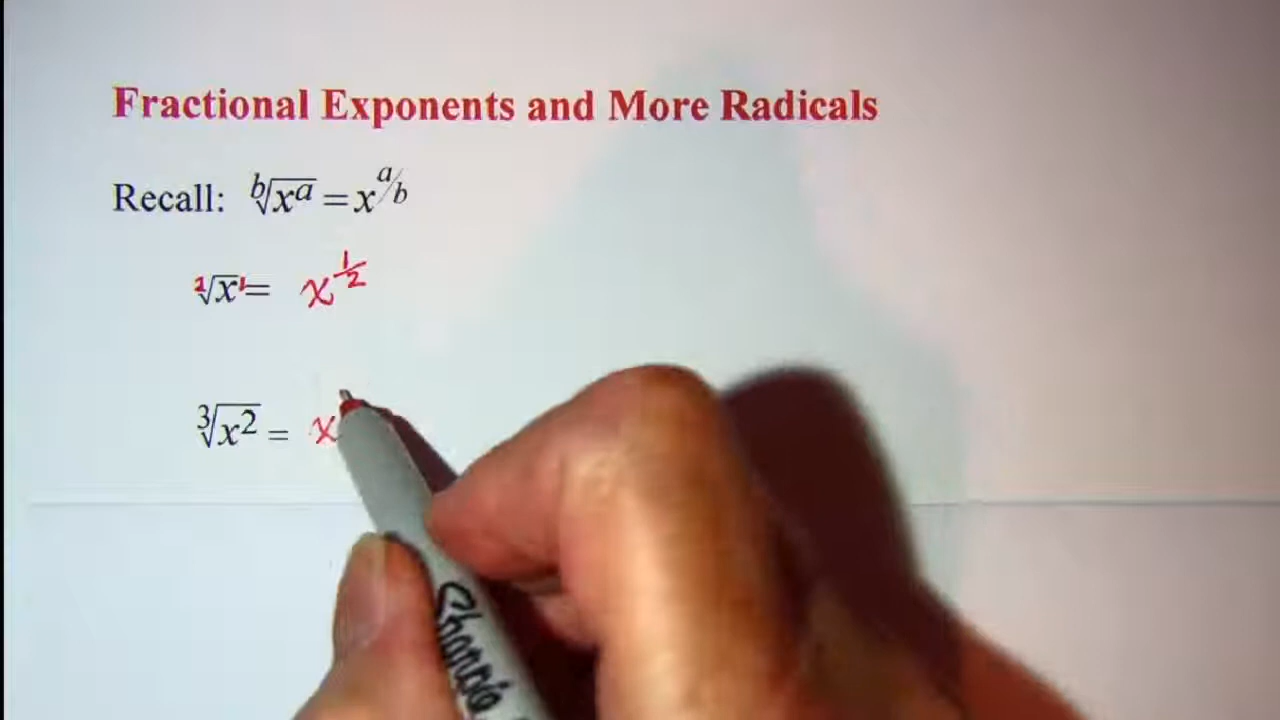 Fractional Exponents and More Radicals
Recall: ᵇ√xᵃ = x^a/b
²√x¹ = x^1/2
³√x² = x
Sharpie